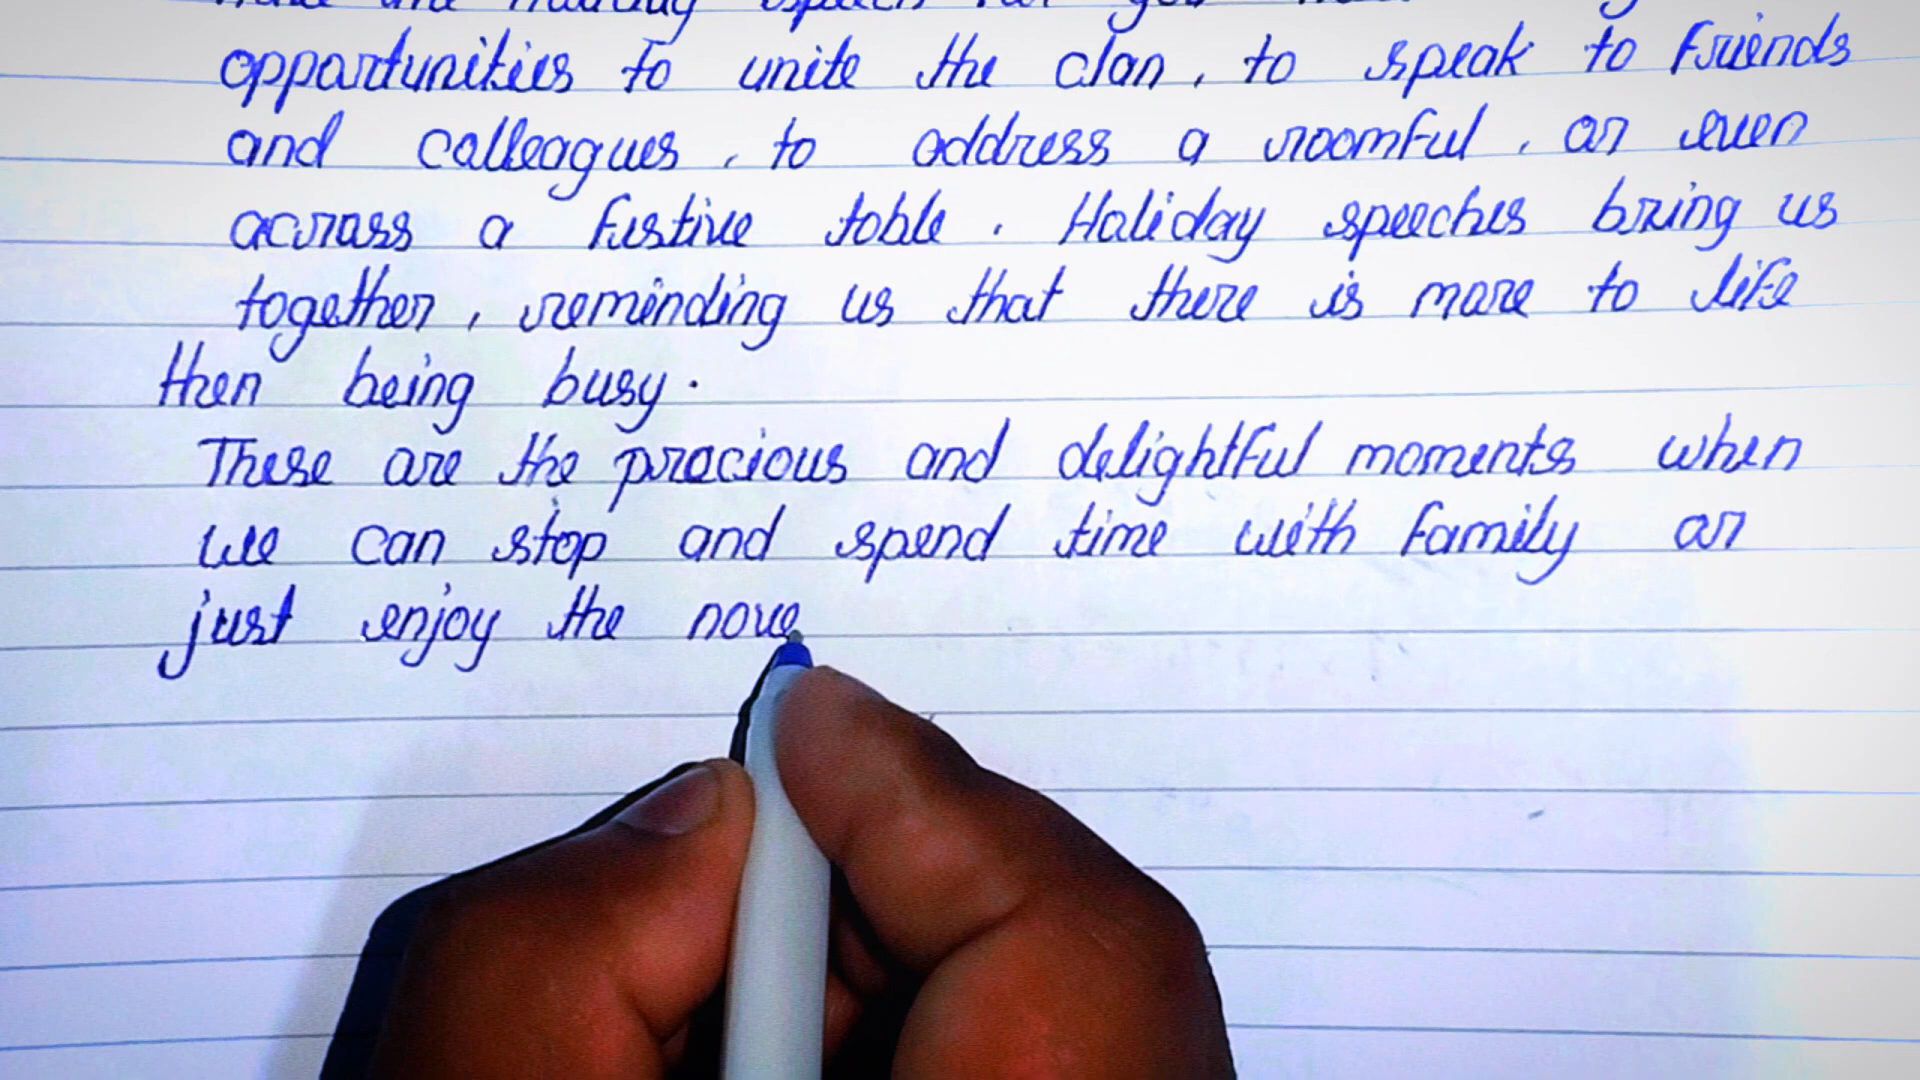 opportunities to unite the clan, to speak to friends
and colleagues, to address a roomful, or even
across a festive table. Holiday speeches bring us
together, reminding us that there is more to life
then being busy.
These are the precious and delightful moments when
we can stop and spend time with family or
just enjoy the nove